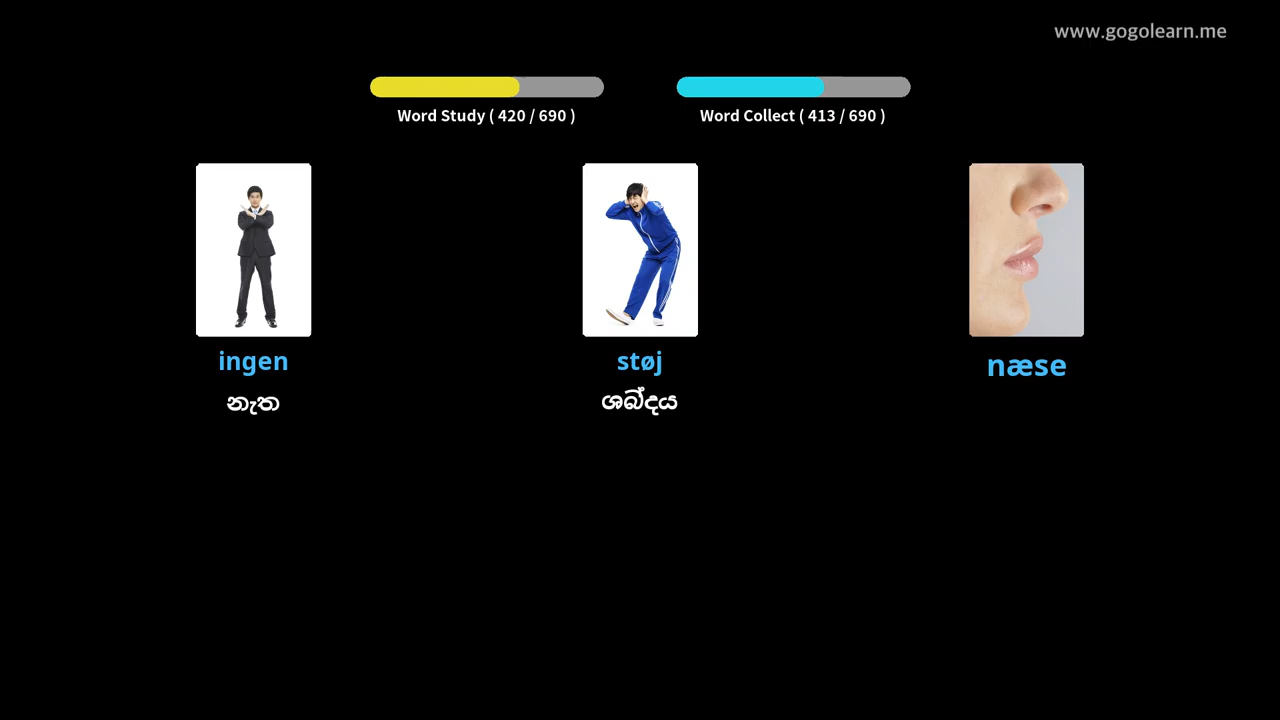 www.gogolearn.me
Word Study ( 420 / 690 )
Word Collect ( 413 / 690 )
ingen
støj
næse
නැත
ශබ්දය